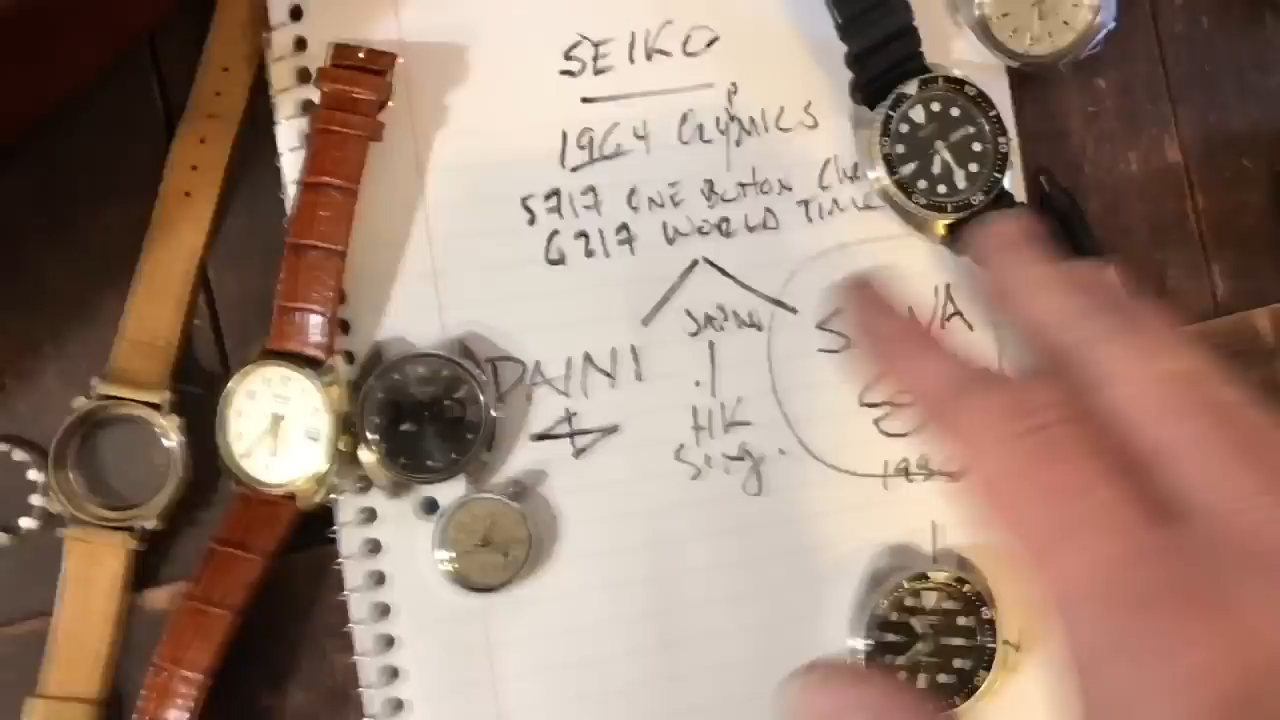 SEIKO
1964 Olympics
5717 ONE BUTTON
6217 WORLD TIME
DAINI
JAPAN
HK
Sing.